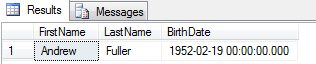 Results Messages
FirstName LastName BirthDate
1 Andrew Fuller 1952-02-19 00:00:00.000